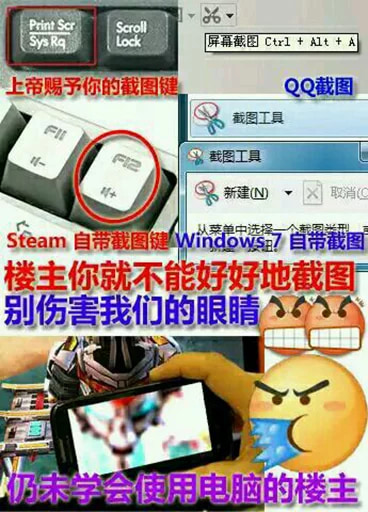 Print Scr
Sys Rq
Scroll
Lock
屏幕截图 Ctrl + Alt + A
上帝赐予你的截图键
QQ截图
F11
F12
截图工具
截图工具
新建(N)
取消(C)
从菜单中选择一个截图类型
Steam 自带截图键
Windows 7 自带截图
楼主你就不能好好地截图
别伤害我们的眼睛
仍未学会使用电脑的楼主